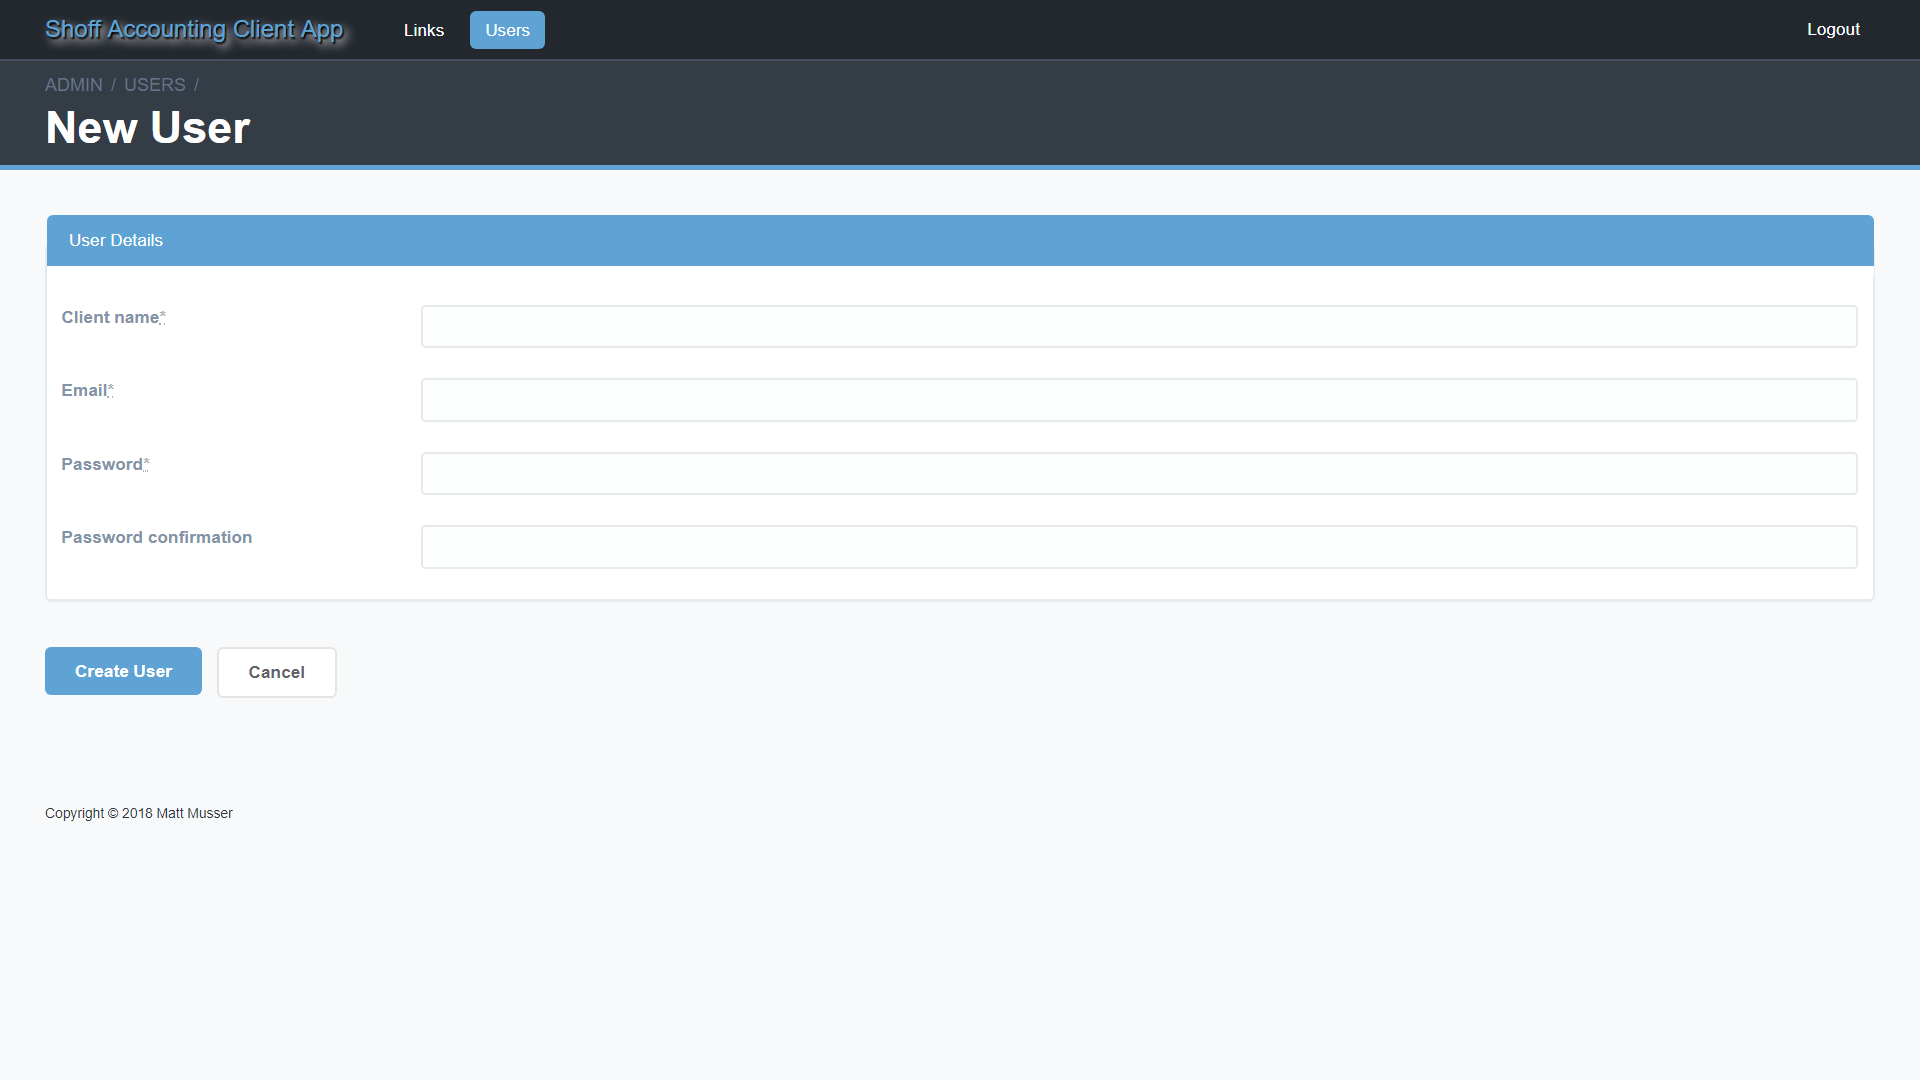 Shoff Accounting Client App Links Users Logout
ADMIN / USERS /
New User
User Details
Client name*
Email*
Password*
Password confirmation
Create User Cancel
Copyright © 2018 Matt Musser